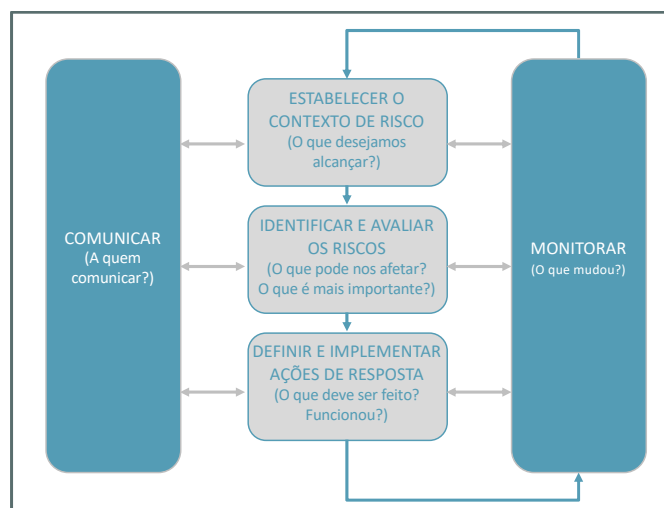 ESTABELECER O
CONTEXTO DE RISCO
(O que desejamos
alcançar?)
IDENTIFICAR E AVALIAR
OS RISCOS
(O que pode nos afetar?
O que é mais importante?)
DEFINIR E IMPLEMENTAR
AÇÕES DE RESPOSTA
(O que deve ser feito?
Funcionou?)
COMUNICAR
(A quem
comunicar?)
MONITORAR
(O que mudou?)